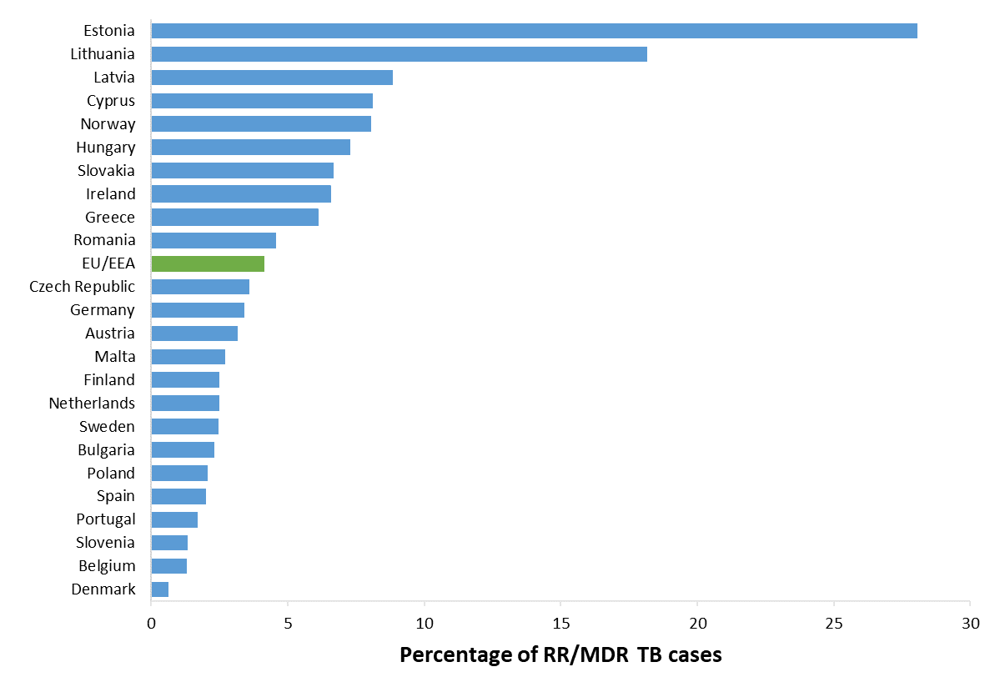 Estonia
Lithuania
Latvia
Cyprus
Norway
Hungary
Slovakia
Ireland
Greece
Romania
EU/EEA
Czech Republic
Germany
Austria
Malta
Finland
Netherlands
Sweden
Bulgaria
Poland
Spain
Portugal
Slovenia
Belgium
Denmark
0 5 10 15 20 25 30
Percentage of RR/MDR TB cases